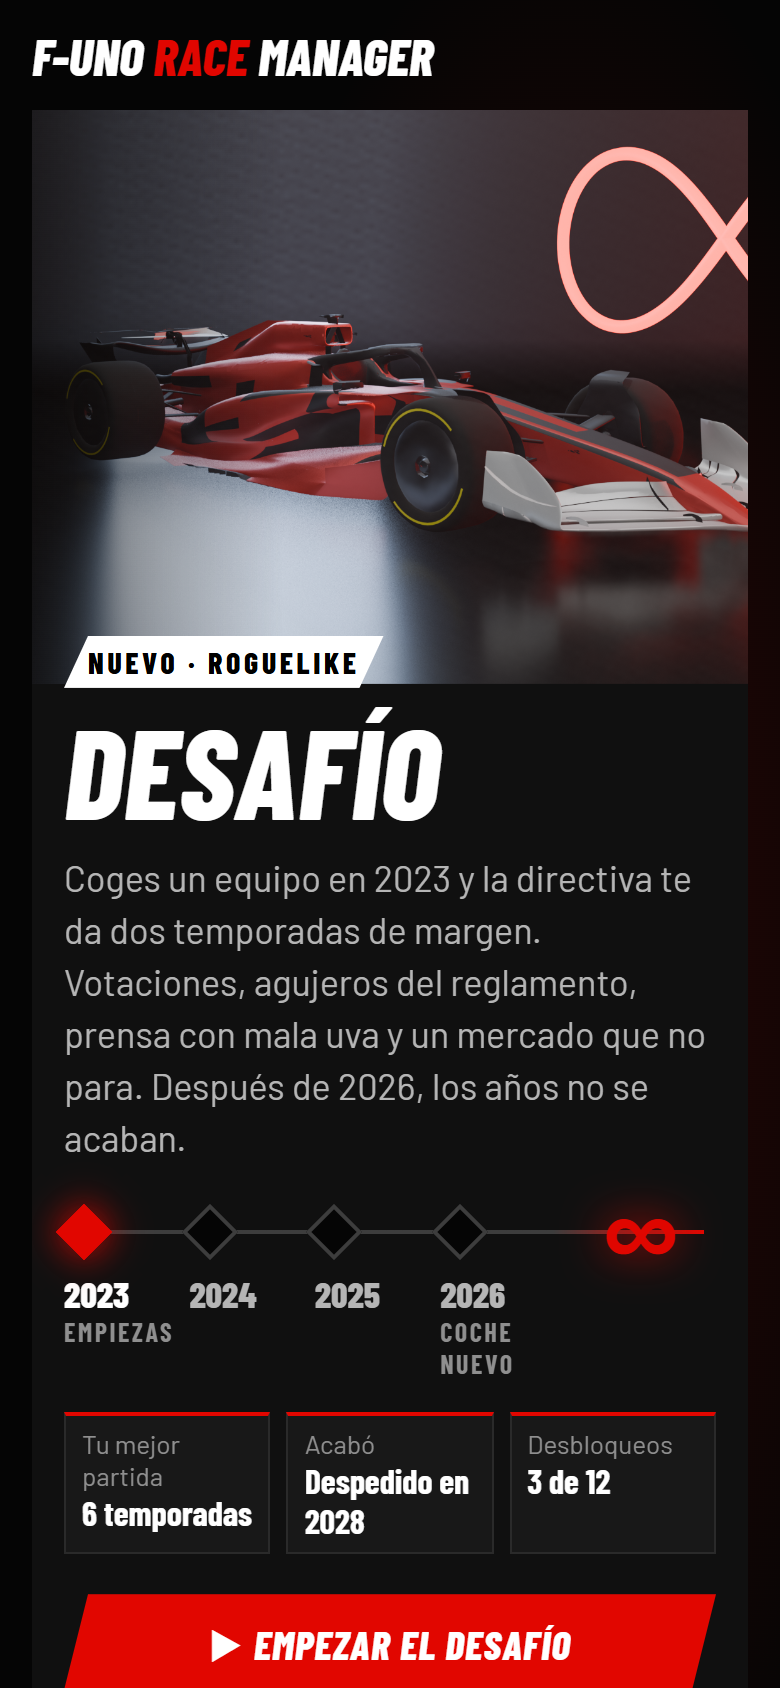 F-UNO RACE MANAGER
NUEVO · ROGUELIKE
DESAFÍO
Coges un equipo en 2023 y la directiva te
da dos temporadas de margen.
Votaciones, agujeros del reglamento,
prensa con mala uva y un mercado que no
para. Después de 2026, los años no se
acaban.
2023 2024 2025 2026 ∞
EMPIEZAS COCHE
NUEVO
Tu mejor
partida
6 temporadas
Acabó
Despedido en
2028
Desbloqueos
3 de 12
▶ EMPEZAR EL DESAFÍO